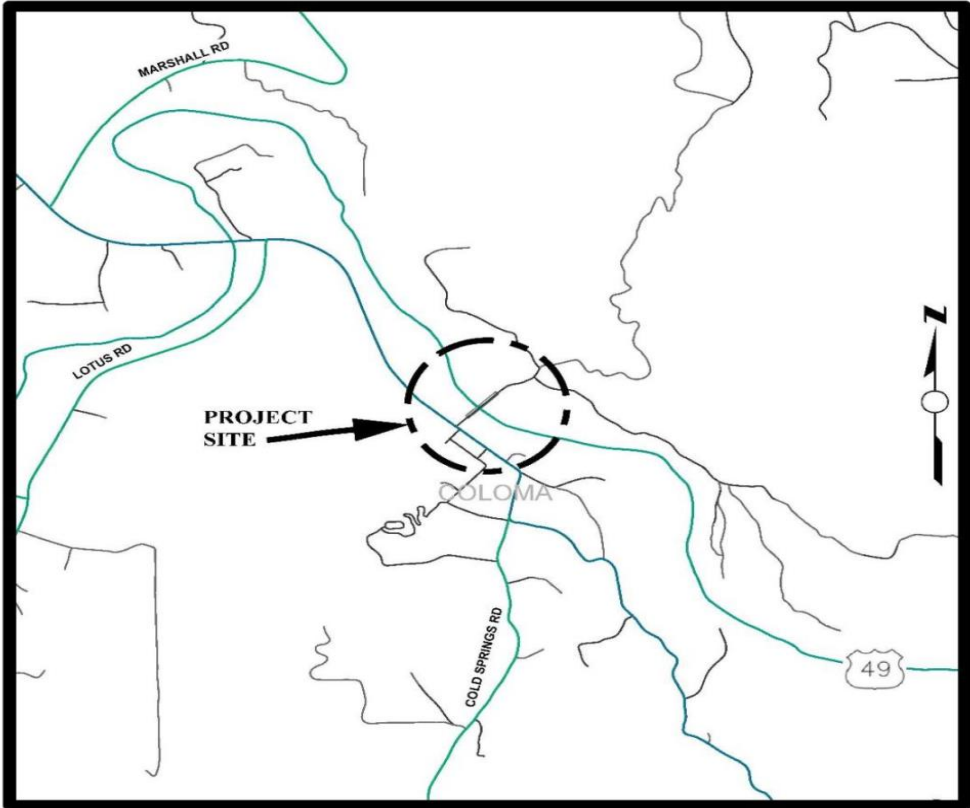 MARSHALL RD
LOTUS RD
PROJECT
SITE
COLOMA
COLD SPRINGS RD
49
N